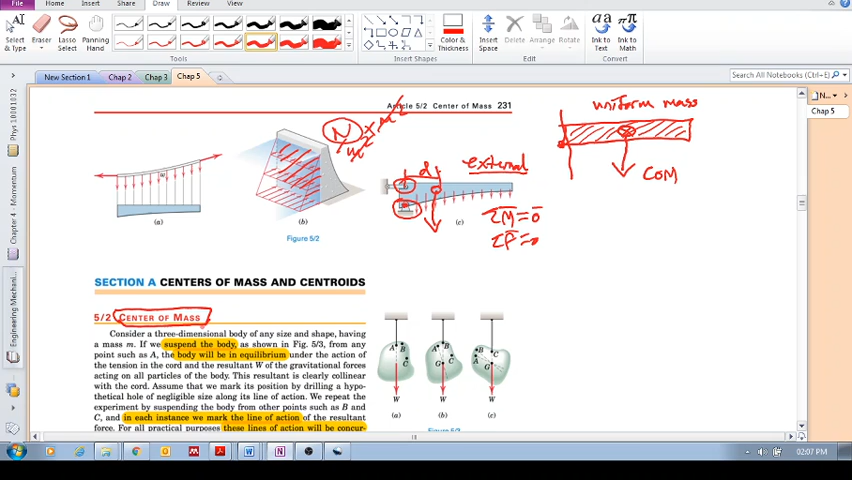 File
Home
Insert
Share
Draw
Review
View
Select & Type
Eraser
Lasso Select
Panning Hand
Color & Thickness
Insert Space
Delete
Arrange
Rotate
Ink to Text
Ink to Math
Tools
Insert Shapes
Edit
Convert
New Section 1
Chap 2
Chap 3
Chap 5
Search All Notebooks (Ctrl+E)
N...
Chap 5
Phys 10001032
Chapter 4 - Momentum
Engineering Mechani...
Article 5/2 Center of Mass 231
uniform mass
N × m²
m²
d
external
COM
w
ΣM̄ = 0̄
ΣF̄ =
(a)
(b)
(c)
Figure 5/2
SECTION A CENTERS OF MASS AND CENTROIDS
5/2 CENTER OF MASS
Consider a three-dimensional body of any size and shape, having
a mass m. If we suspend the body, as shown in Fig. 5/3, from any
point such as A, the body will be in equilibrium under the action of
the tension in the cord and the resultant W of the gravitational forces
acting on all particles of the body. This resultant is clearly collinear
with the cord. Assume that we mark its position by drilling a hypo-
thetical hole of negligible size along its line of action. We repeat the
experiment by suspending the body from other points such as B and
C, and in each instance we mark the line of action of the resultant
force. For all practical purposes these lines of action will be concur-
A B
C
A B
G C
B C
A G
W
W
W
(a)
(b)
(c)
02:07 PM